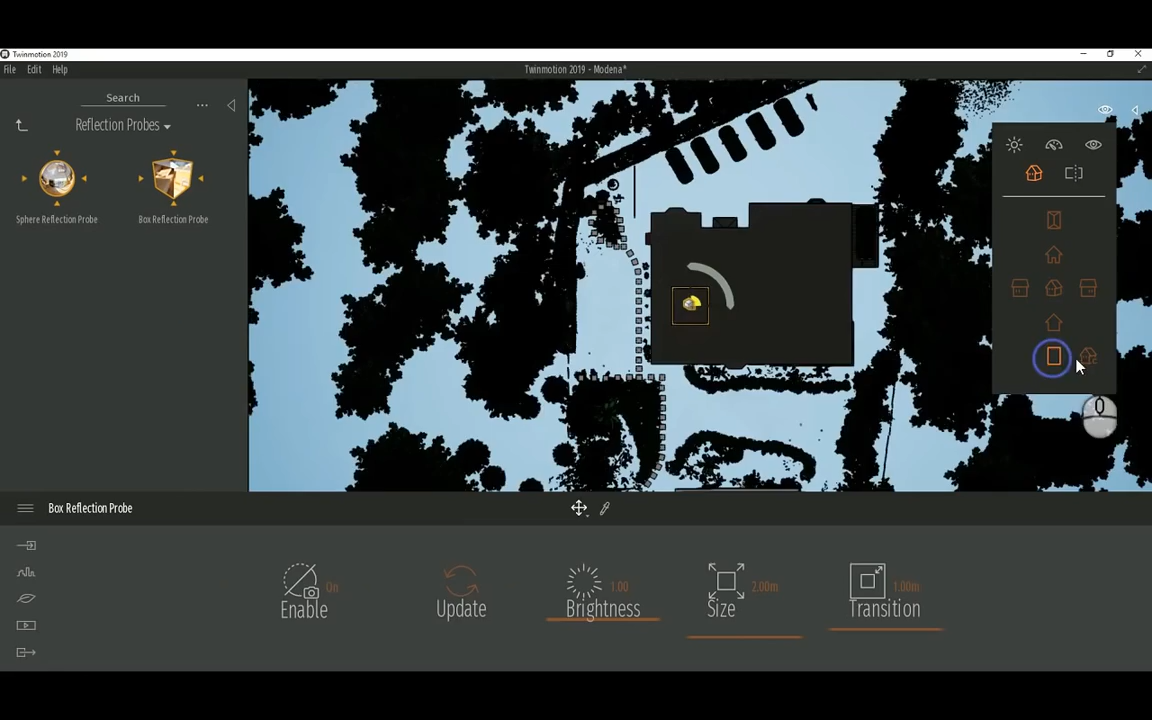 Twinmotion 2019
File Edit Help
Twinmotion 2019 - Modena*
Search
Reflection Probes
Sphere Reflection Probe
Box Reflection Probe
Box Reflection Probe
On
1.00
2.00m
1.00m
Enable
Update
Brightness
Size
Transition